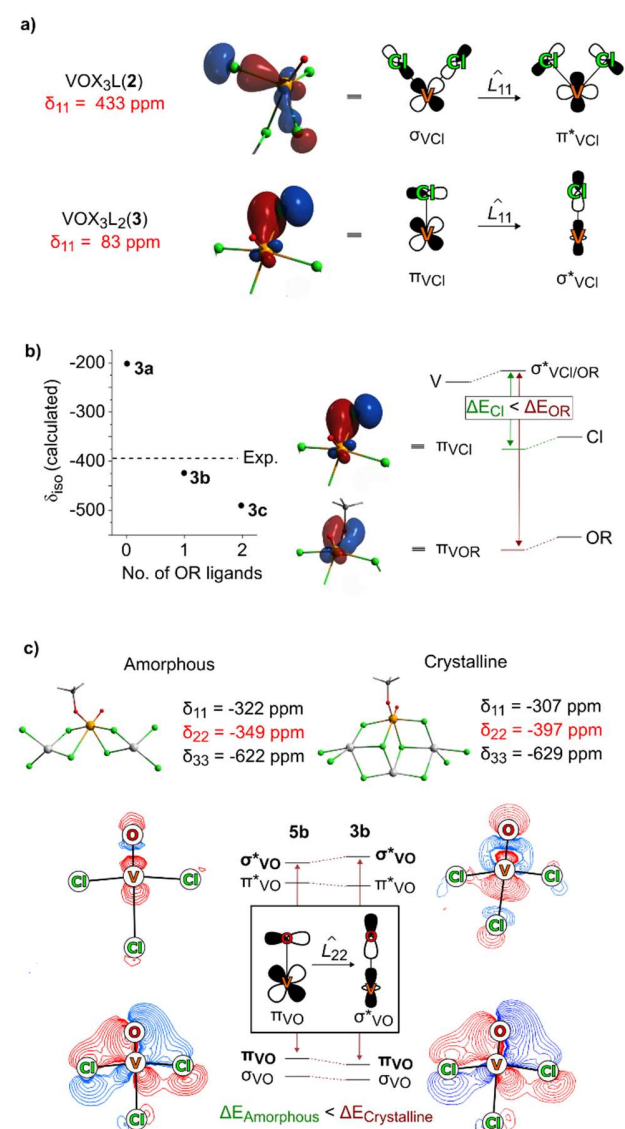 a)
VOX₃L(2)
δ₁₁ = 433 ppm
=
Cl Cl
V
σVCl
L̂₁₁
Cl Cl
V
π*VCl
VOX₃L₂(3)
δ₁₁ = 83 ppm
=
Cl
V
πVCl
L̂₁₁
Cl
V
σ*VCl
b)
δiso (calculated)
-200
-300
-400
-500
3a
Exp.
3b
3c
0 1 2
No. of OR ligands
= πVCl
= πVOR
V
σ*VCl/OR
ΔECl < ΔEOR
Cl
OR
c)
Amorphous
δ₁₁ = -322 ppm
δ₂₂ = -349 ppm
δ₃₃ = -622 ppm
Crystalline
δ₁₁ = -307 ppm
δ₂₂ = -397 ppm
δ₃₃ = -629 ppm
O
Cl V Cl
Cl
5b 3b
σ*VO σ*VO
π*VO π*VO
O
V
πVO
L̂₂₂
O
V
σ*VO
πVO πVO
σVO σVO
ΔEAmorphous < ΔECrystalline
O
Cl V Cl
Cl
O
Cl V Cl
Cl
O
Cl V Cl
Cl